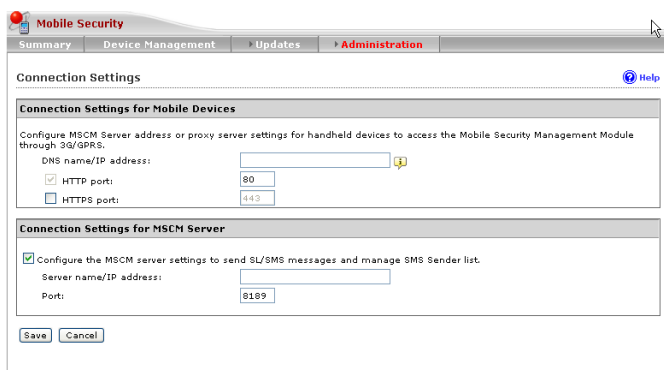 Mobile Security
Summary Device Management Updates Administration
Connection Settings
Help
Connection Settings for Mobile Devices
Configure MSCM Server address or proxy server settings for handheld devices to access the Mobile Security Management Module
through 3G/GPRS.
DNS name/IP address:
HTTP port: 80
HTTPS port: 443
Connection Settings for MSCM Server
Configure the MSCM server settings to send SL/SMS messages and manage SMS Sender list.
Server name/IP address:
Port: 8189
Save Cancel